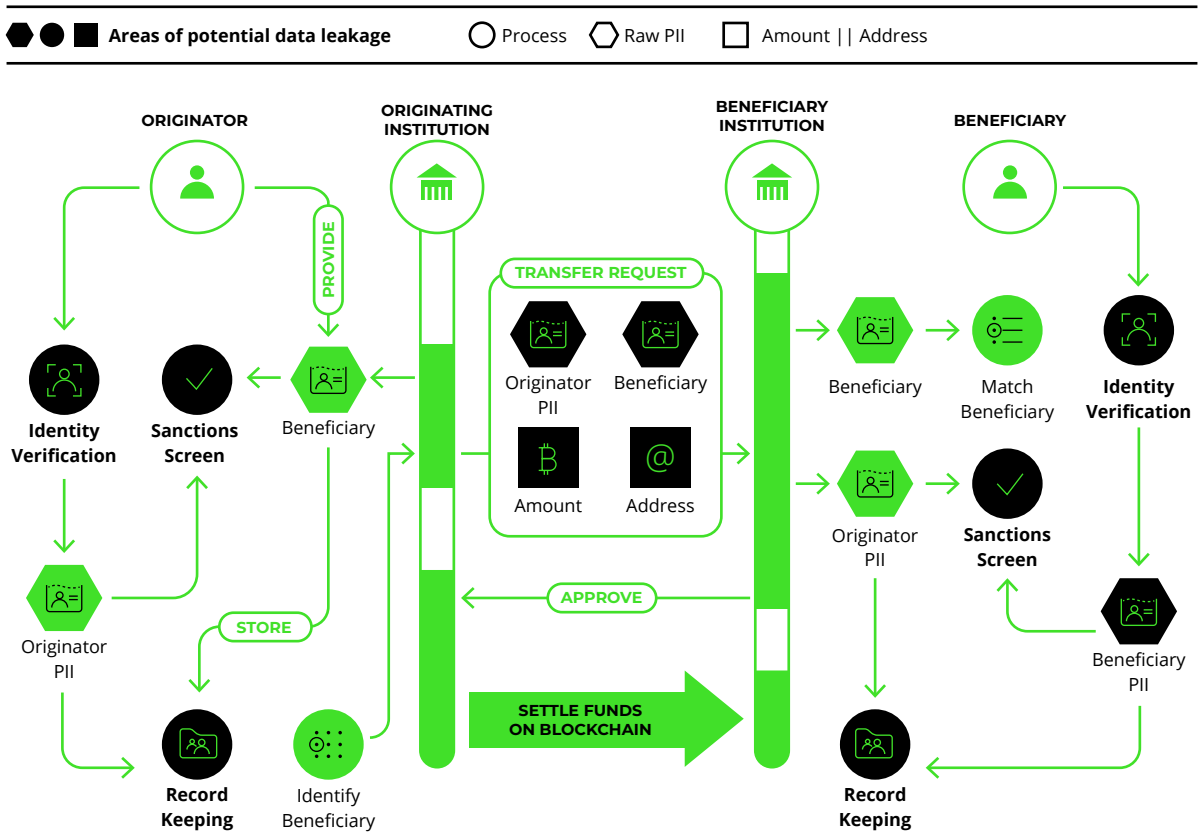 Areas of potential data leakage
Process
Raw PII
Amount || Address
ORIGINATOR
ORIGINATING
INSTITUTION
BENEFICIARY
INSTITUTION
BENEFICIARY
PROVIDE
TRANSFER REQUEST
Originator
PII
Beneficiary
Amount
Address
Identity
Verification
Sanctions
Screen
Beneficiary
Beneficiary
Match
Beneficiary
Identity
Verification
Originator
PII
Sanctions
Screen
Originator
PII
STORE
APPROVE
Beneficiary
PII
SETTLE FUNDS
ON BLOCKCHAIN
Record
Keeping
Identify
Beneficiary
Record
Keeping